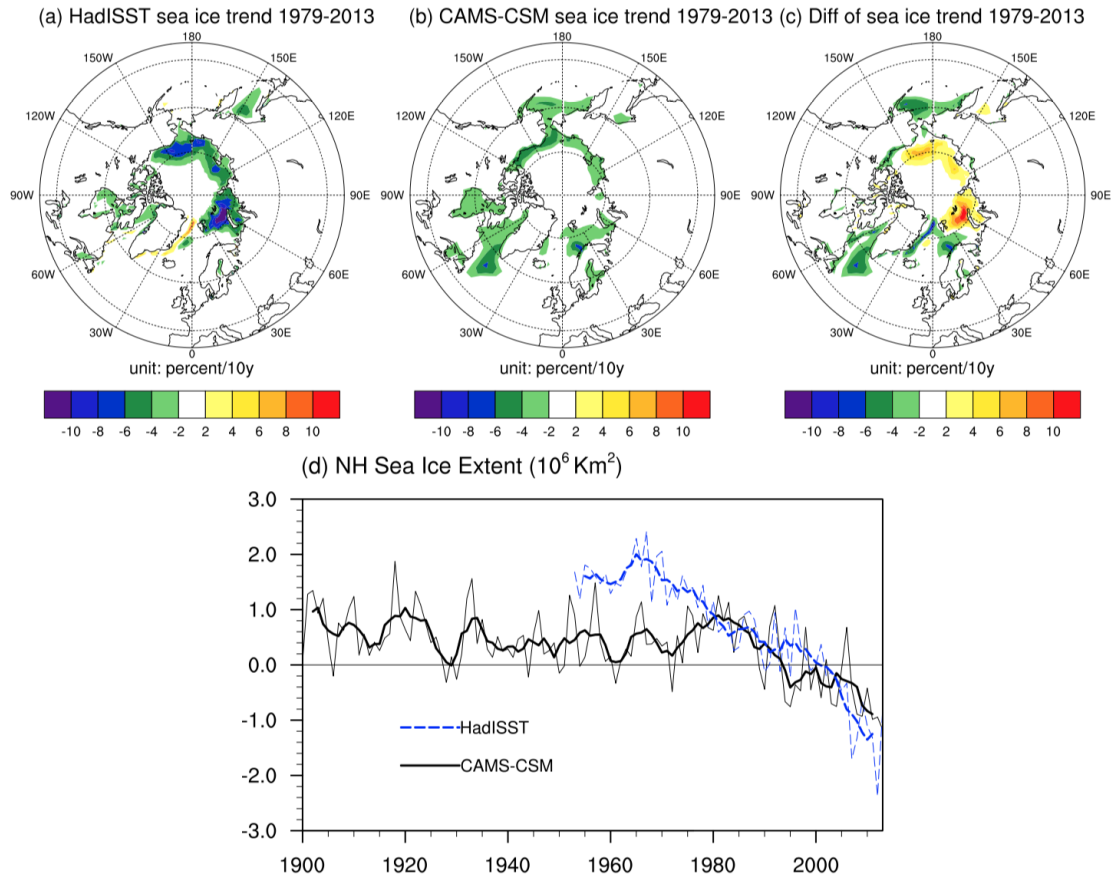 (a) HadISST sea ice trend 1979-2013
180
150W
150E
120W
120E
90W
90E
60W
60E
30W
30E
0
unit: percent/10y
-10 -8 -6 -4 -2 2 4 6 8 10
(b) CAMS-CSM sea ice trend 1979-2013
180
150W
150E
120W
120E
90W
90E
60W
60E
30W
30E
0
unit: percent/10y
-10 -8 -6 -4 -2 2 4 6 8 10
(c) Diff of sea ice trend 1979-2013
180
150W
150E
120W
120E
90W
90E
60W
60E
30W
30E
0
unit: percent/10y
-10 -8 -6 -4 -2 2 4 6 8 10
(d) NH Sea Ice Extent (10⁶ Km²)
3.0
2.0
1.0
0.0
-1.0
-2.0
-3.0
HadISST
CAMS-CSM
1900 1920 1940 1960 1980 2000